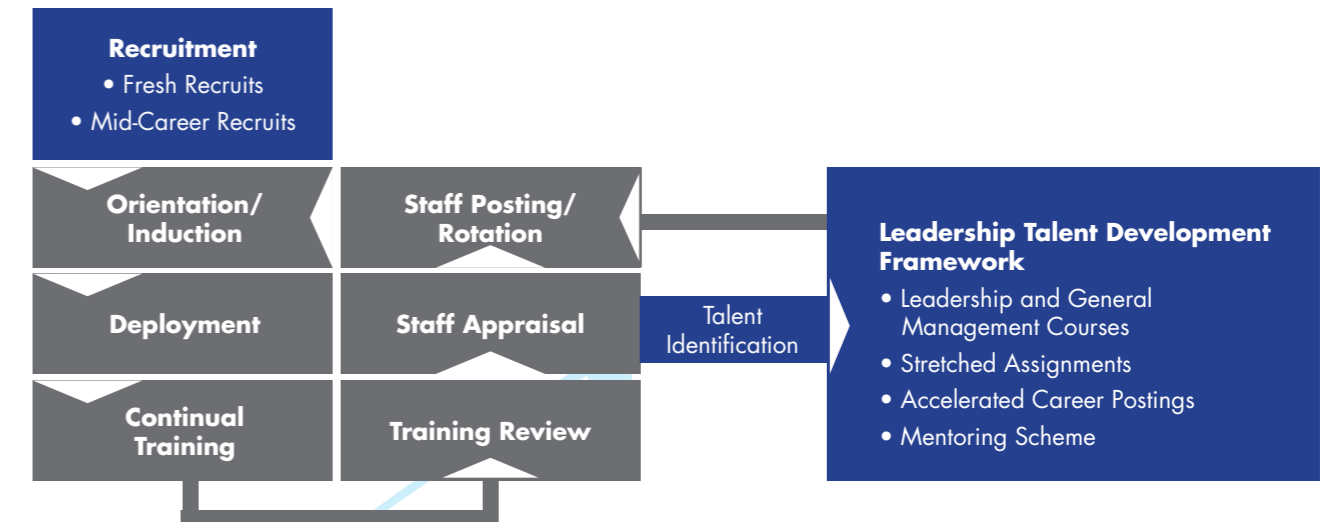 Recruitment
• Fresh Recruits
• Mid-Career Recruits
Orientation/
Induction
Staff Posting/
Rotation
Deployment
Staff Appraisal
Talent
Identification
Continual
Training
Training Review
Leadership Talent Development
Framework
• Leadership and General
Management Courses
• Stretched Assignments
• Accelerated Career Postings
• Mentoring Scheme